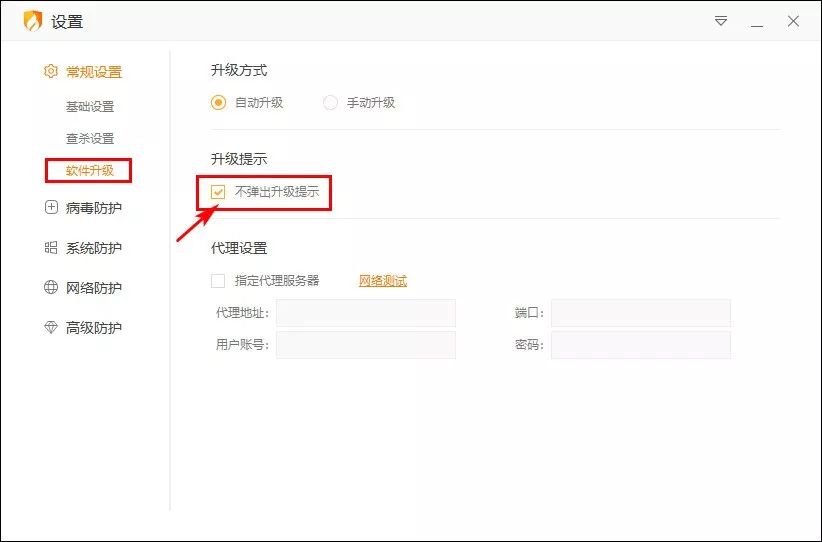 设置
常规设置
基础设置
查杀设置
软件升级
病毒防护
系统防护
网络防护
高级防护
升级方式
自动升级 手动升级
升级提示
不弹出升级提示
代理设置
指定代理服务器 网络测试
代理地址： 端口：
用户账号： 密码：